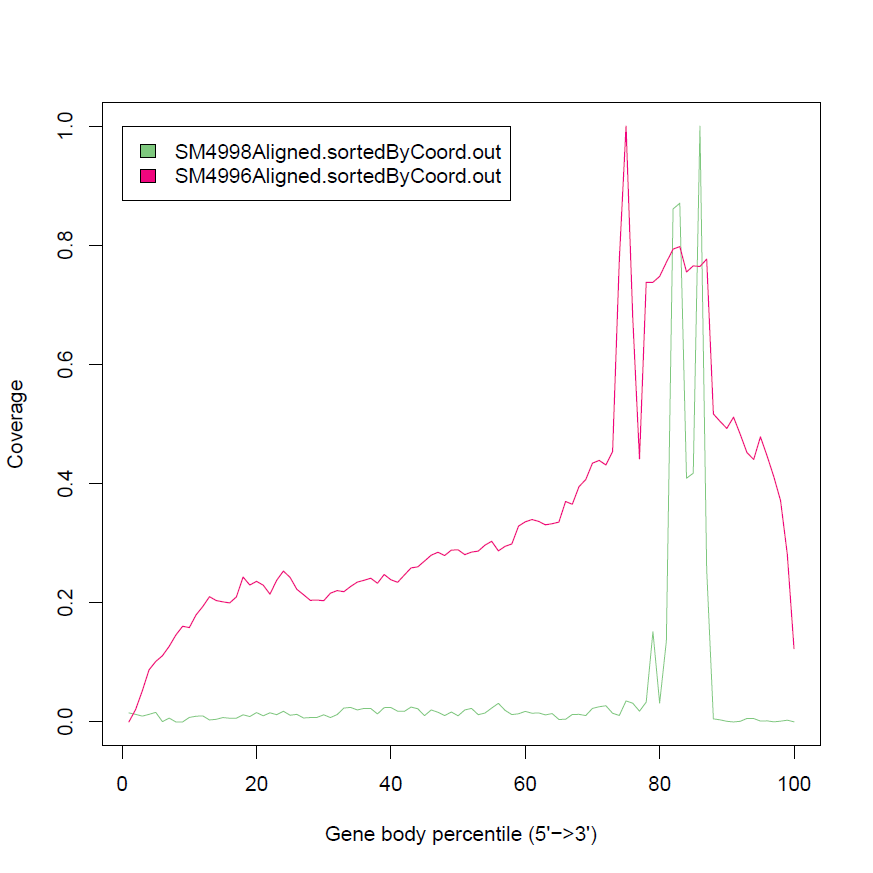 SM4998Aligned.sortedByCoord.out
SM4996Aligned.sortedByCoord.out
1.0
0.8
0.6
0.4
0.2
0.0
Coverage
0 20 40 60 80 100
Gene body percentile (5'−>3')